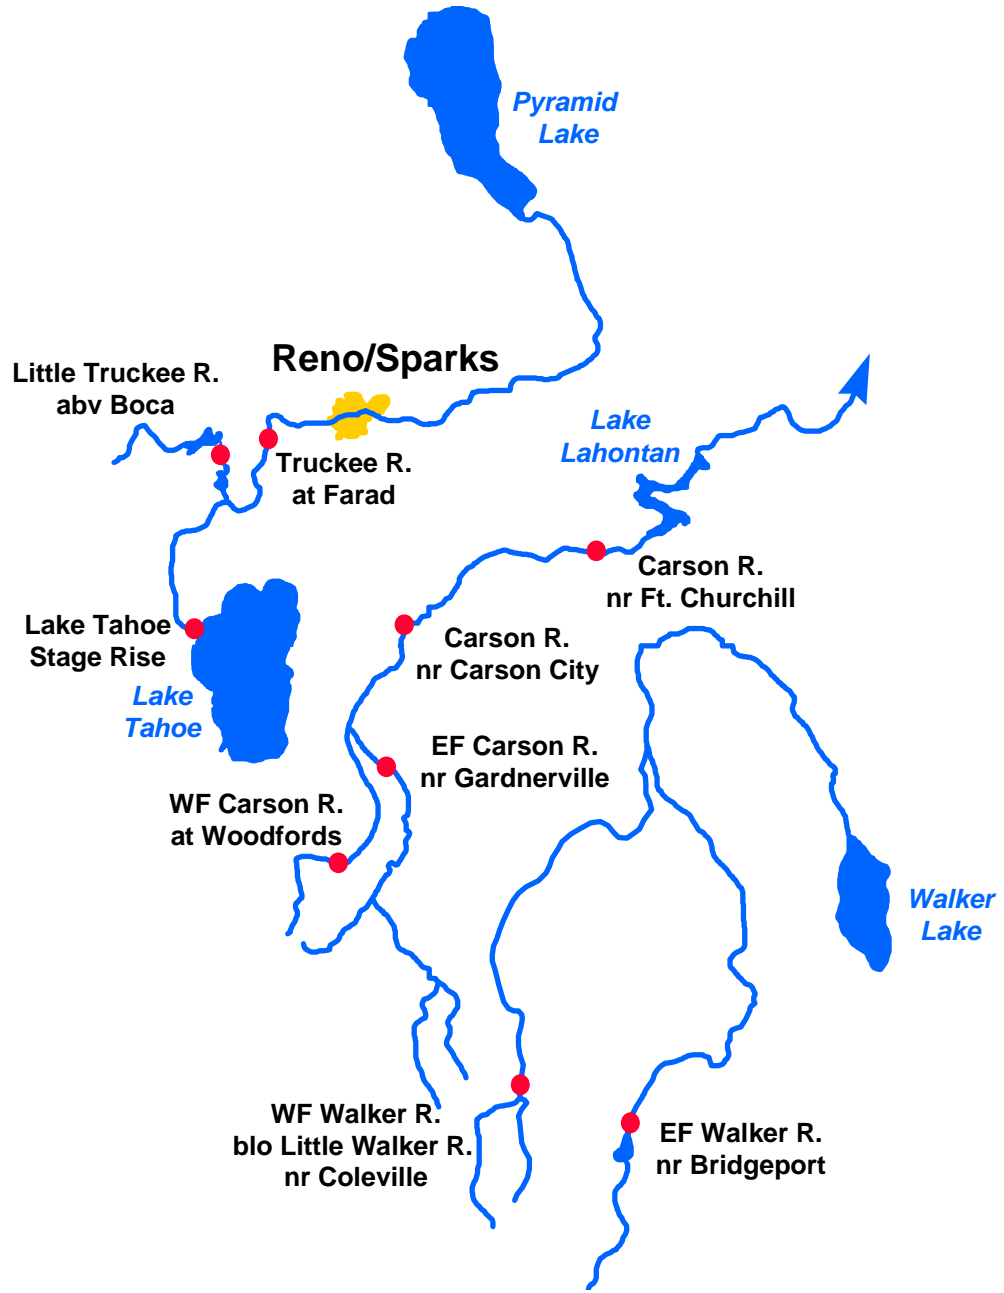 Pyramid
Lake
Reno/Sparks
Little Truckee R.
abv Boca
Truckee R.
at Farad
Lake
Lahontan
Carson R.
nr Ft. Churchill
Lake Tahoe
Stage Rise
Carson R.
nr Carson City
Lake
Tahoe
EF Carson R.
nr Gardnerville
WF Carson R.
at Woodfords
Walker
Lake
WF Walker R.
blo Little Walker R.
nr Coleville
EF Walker R.
nr Bridgeport